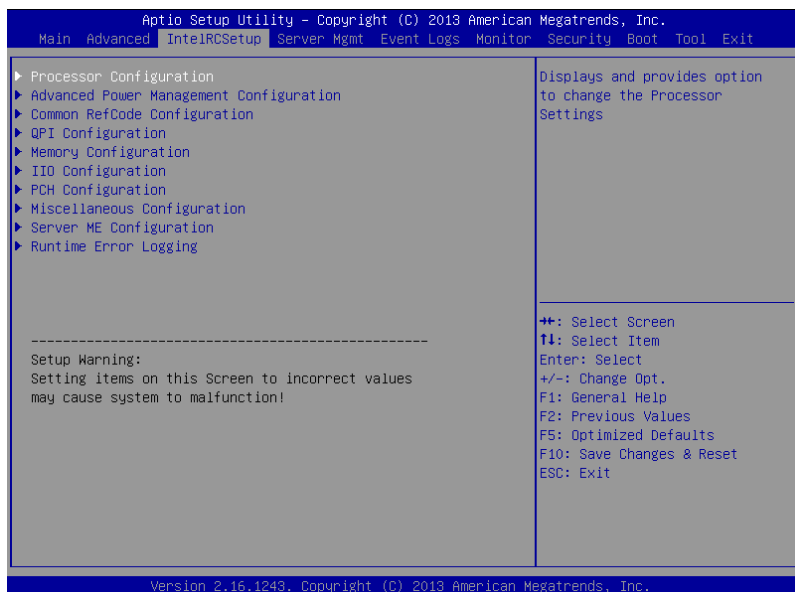 Aptio Setup Utility – Copyright (C) 2013 American Megatrends, Inc.
Main Advanced IntelRCSetup Server Mgmt Event Logs Monitor Security Boot Tool Exit
Processor Configuration
Advanced Power Management Configuration
Common RefCode Configuration
QPI Configuration
Memory Configuration
IIO Configuration
PCH Configuration
Miscellaneous Configuration
Server ME Configuration
Runtime Error Logging
--------------------------------------------------
Setup Warning:
Setting items on this Screen to incorrect values
may cause system to malfunction!
Displays and provides option
to change the Processor
Settings
→←: Select Screen
↑↓: Select Item
Enter: Select
+/-: Change Opt.
F1: General Help
F2: Previous Values
F5: Optimized Defaults
F10: Save Changes & Reset
ESC: Exit
Version 2.16.1243. Copyright (C) 2013 American Megatrends, Inc.